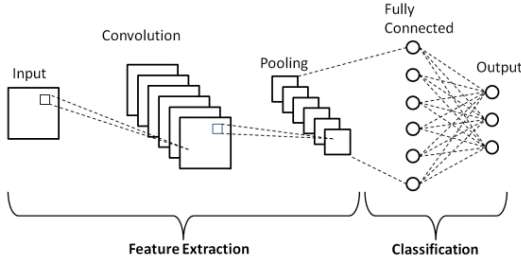 Input
Convolution
Pooling
Fully
Connected
Output
Feature Extraction
Classification